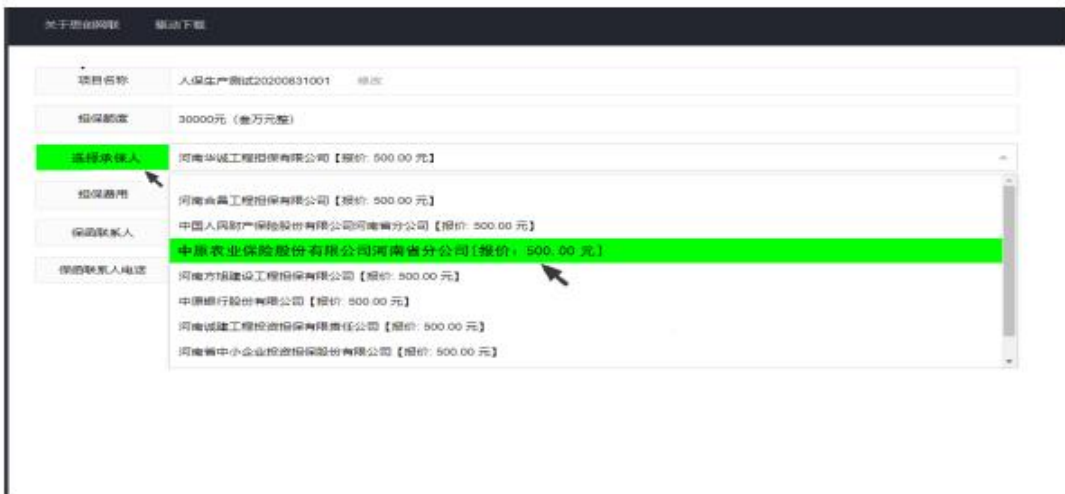 关于思创网联 驱动下载
项目名称 人保生产测试20200831001 修改
担保额度 30000元（叁万元整）
选择承保人 河南华诚工程担保有限公司【报价: 500.00 元】
担保费用
河南合昌工程担保有限公司【报价: 500.00 元】
中国人民财产保险股份有限公司河南省分公司【报价: 500.00 元】
保函联系人
中原农业保险股份有限公司河南省分公司[报价：500.00 元]
保函联系人电话
河南方旭建设工程担保有限公司【报价: 500.00 元】
中原银行股份有限公司【报价: 500.00 元】
河南诚建工程投资担保有限责任公司【报价: 500.00 元】
河南省中小企业投资担保股份有限公司【报价: 500.00 元】